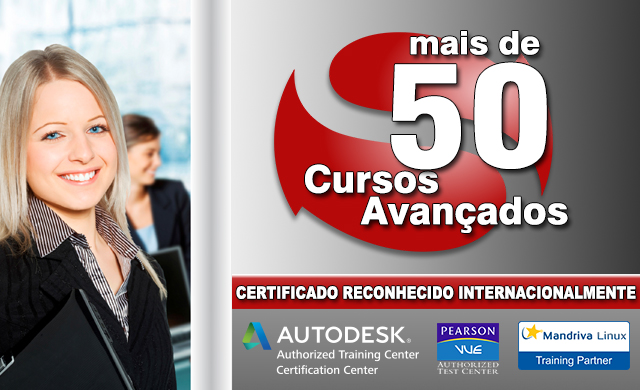 mais de
50
Cursos
Avançados
CERTIFICADO RECONHECIDO INTERNACIONALMENTE
AUTODESK®
Authorized Training Center
Certification Center
PEARSON
VUE
AUTHORIZED
TEST CENTER
Mandriva Linux
Training Partner